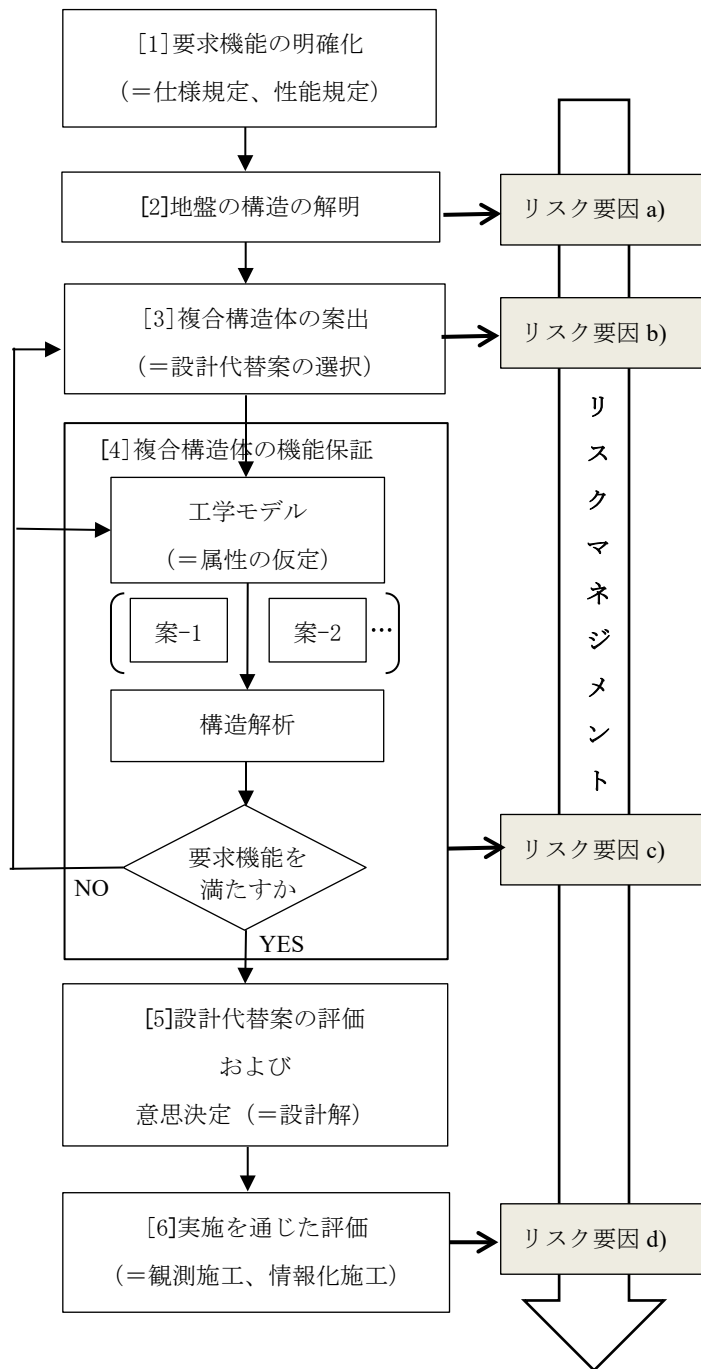 [1]要求機能の明確化
(=仕様規定、性能規定)
[2]地盤の構造の解明
リスク要因 a)
[3]複合構造体の案出
(=設計代替案の選択)
リスク要因 b)
リスクマネジメント
[4]複合構造体の機能保証
工学モデル
(=属性の仮定)
案-1
案-2
…
構造解析
要求機能を
満たすか
NO
YES
リスク要因 c)
[5]設計代替案の評価
および
意思決定(=設計解)
[6]実施を通じた評価
(=観測施工、情報化施工)
リスク要因 d)